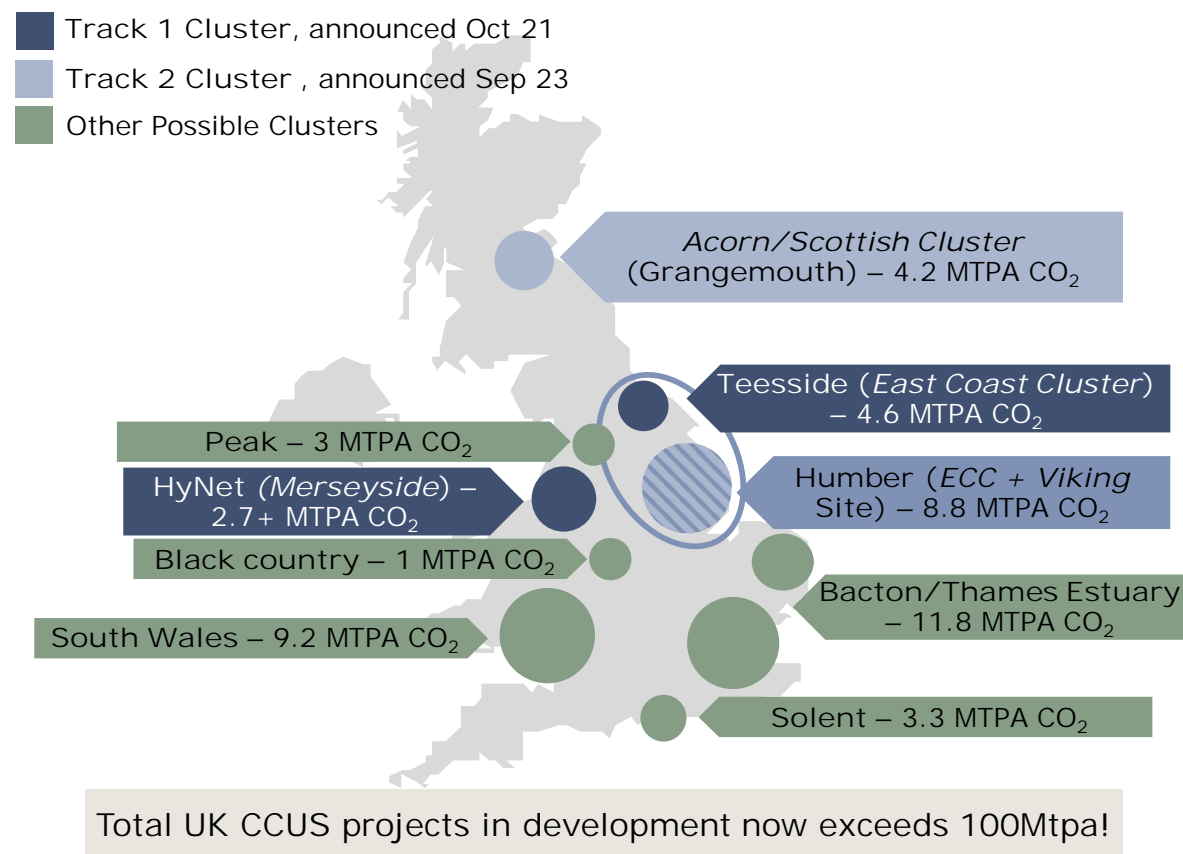 Track 1 Cluster, announced Oct 21
Track 2 Cluster , announced Sep 23
Other Possible Clusters
Acorn/Scottish Cluster
(Grangemouth) – 4.2 MTPA CO₂
Teesside (East Coast Cluster)
– 4.6 MTPA CO₂
Peak – 3 MTPA CO₂
HyNet (Merseyside) –
2.7+ MTPA CO₂
Humber (ECC + Viking
Site) – 8.8 MTPA CO₂
Black country – 1 MTPA CO₂
Bacton/Thames Estuary
– 11.8 MTPA CO₂
South Wales – 9.2 MTPA CO₂
Solent – 3.3 MTPA CO₂
Total UK CCUS projects in development now exceeds 100Mtpa!